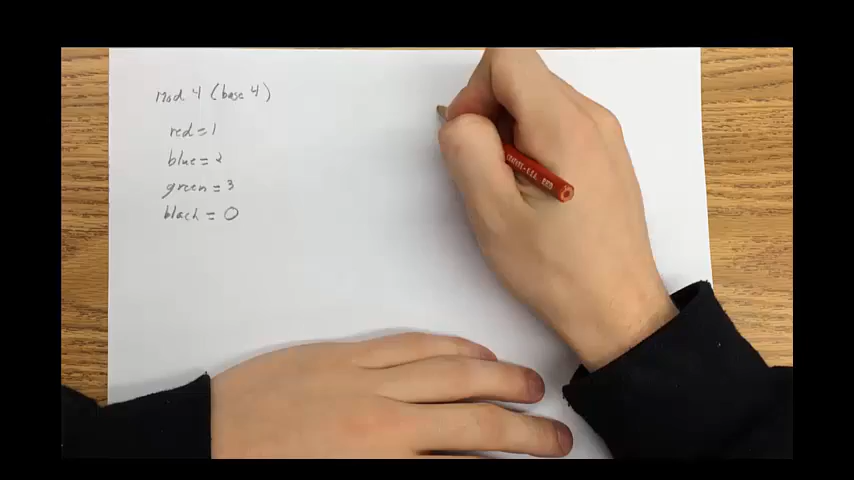 Mod 4 (base 4)
red = 1
blue = 2
green = 3
black = 0